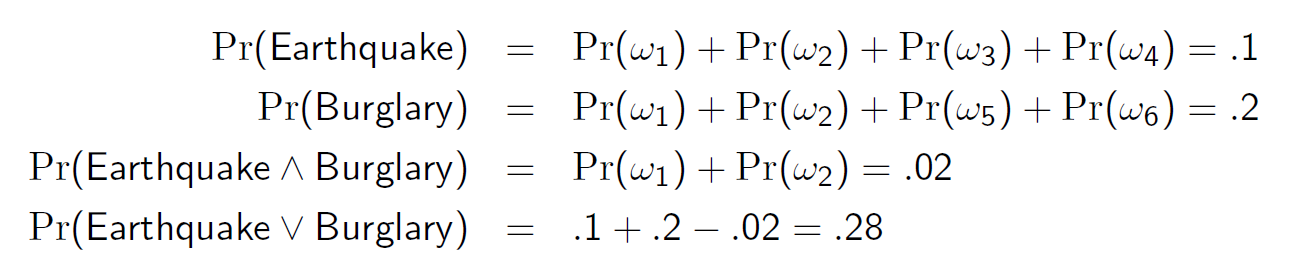 Pr(Earthquake) = Pr(ω₁) + Pr(ω₂) + Pr(ω₃) + Pr(ω₄) = .1
Pr(Burglary) = Pr(ω₁) + Pr(ω₂) + Pr(ω₅) + Pr(ω₆) = .2
Pr(Earthquake ∧ Burglary) = Pr(ω₁) + Pr(ω₂) = .02
Pr(Earthquake ∨ Burglary) = .1 + .2 − .02 = .28